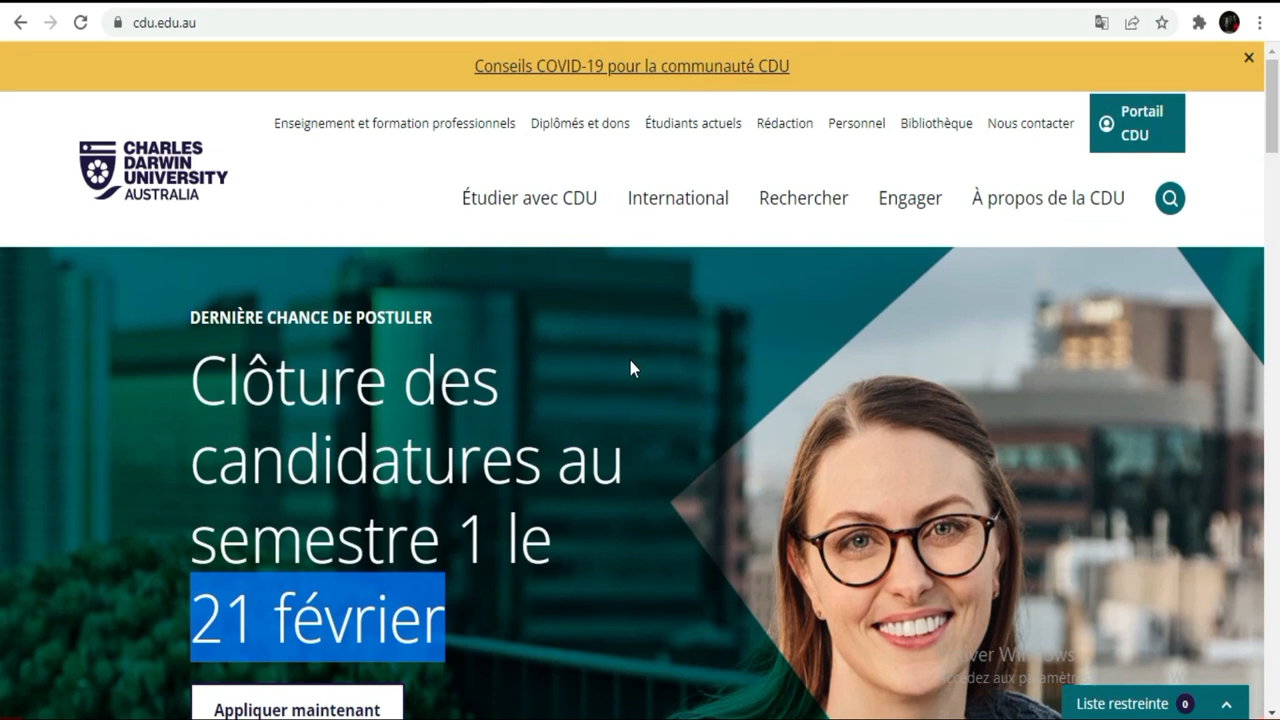 cdu.edu.au
Conseils COVID-19 pour la communauté CDU
Enseignement et formation professionnels Diplômés et dons Étudiants actuels Rédaction Personnel Bibliothèque Nous contacter
Portail
CDU
CHARLES
DARWIN
UNIVERSITY
AUSTRALIA
Étudier avec CDU International Rechercher Engager À propos de la CDU
DERNIÈRE CHANCE DE POSTULER
Clôture des
candidatures au
semestre 1 le
21 février
Appliquer maintenant
Liste restreinte 0